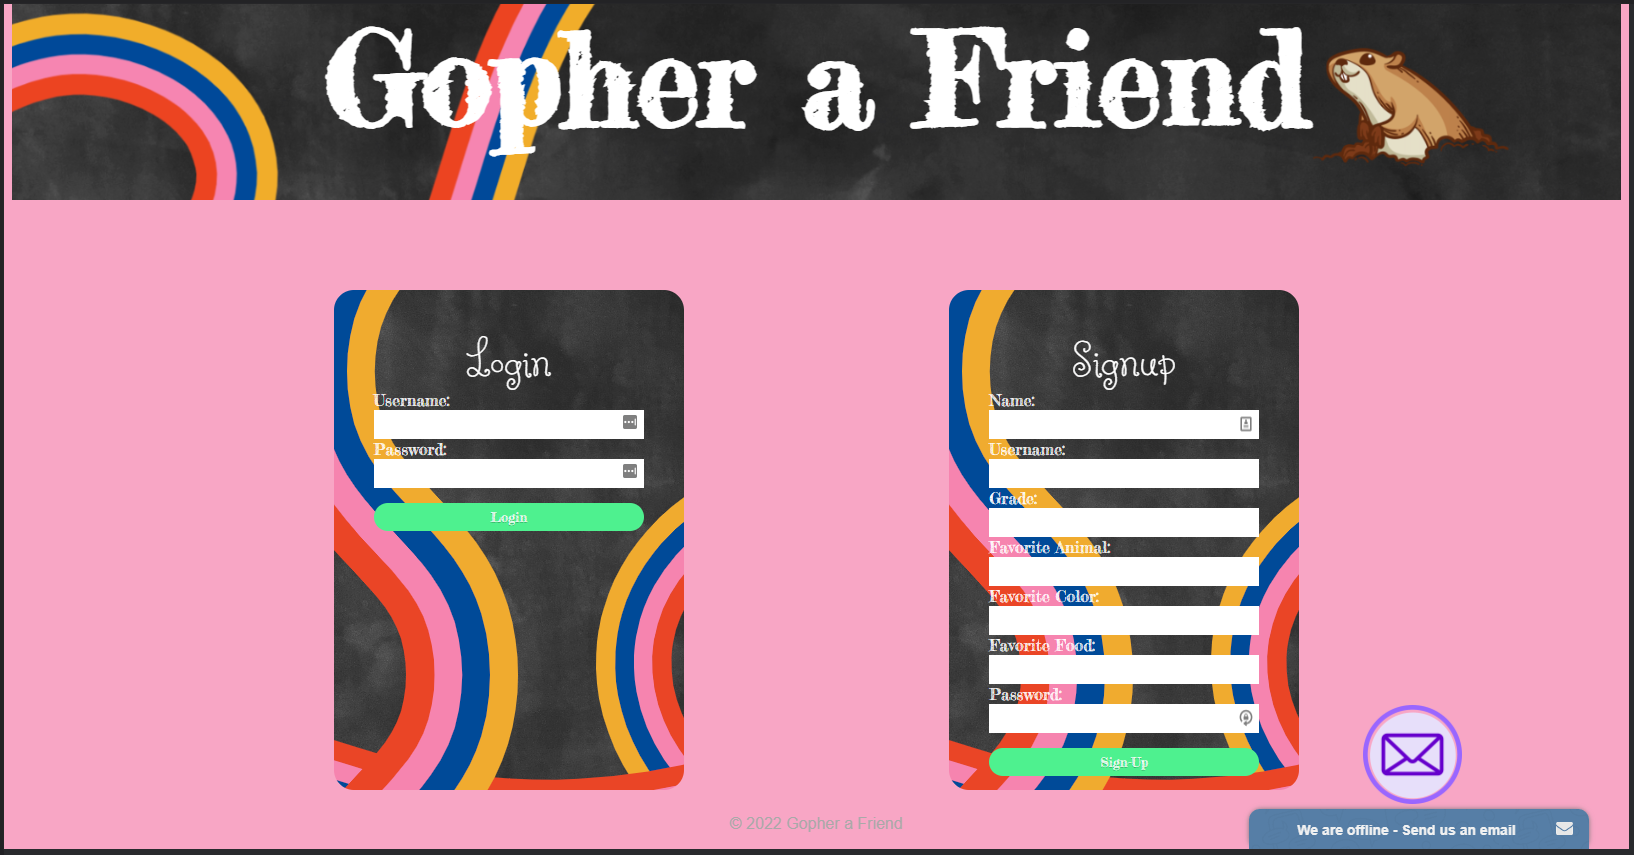 Gopher a Friend
Login
Username:
Password:
Login
Signup
Name:
Username:
Grade:
Favorite Animal:
Favorite Color:
Favorite Food:
Password:
Sign-Up
© 2022 Gopher a Friend
We are offline - Send us an email